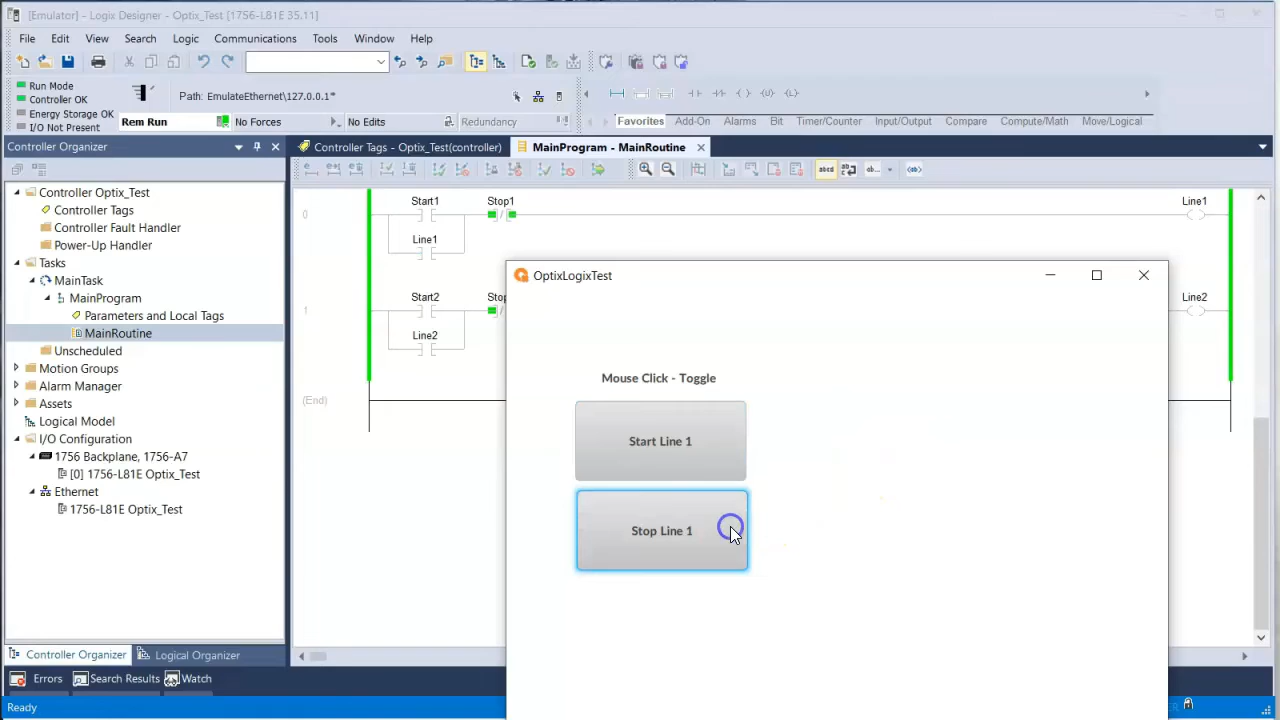 [Emulator] - Logix Designer - Optix_Test [1756-L81E 35.11]
File Edit View Search Logic Communications Tools Window Help
Run Mode
Controller OK
Energy Storage OK
I/O Not Present
Path: EmulateEthernet\127.0.0.1*
Rem Run
No Forces
No Edits
Redundancy
Favorites Add-On Alarms Bit Timer/Counter Input/Output Compare Compute/Math Move/Logical
Controller Organizer
Controller Tags - Optix_Test(controller)
MainProgram - MainRoutine
Controller Optix_Test
Controller Tags
Controller Fault Handler
Power-Up Handler
Tasks
MainTask
MainProgram
Parameters and Local Tags
MainRoutine
Unscheduled
Motion Groups
Alarm Manager
Assets
Logical Model
I/O Configuration
1756 Backplane, 1756-A7
[0] 1756-L81E Optix_Test
Ethernet
1756-L81E Optix_Test
Controller Organizer
Logical Organizer
Errors
Search Results
Watch
Ready
0
Start1
Stop1
Line1
Line1
1
Start2
Stop
Line2
Line2
(End)
OptixLogixTest
Mouse Click - Toggle
Start Line 1
Stop Line 1